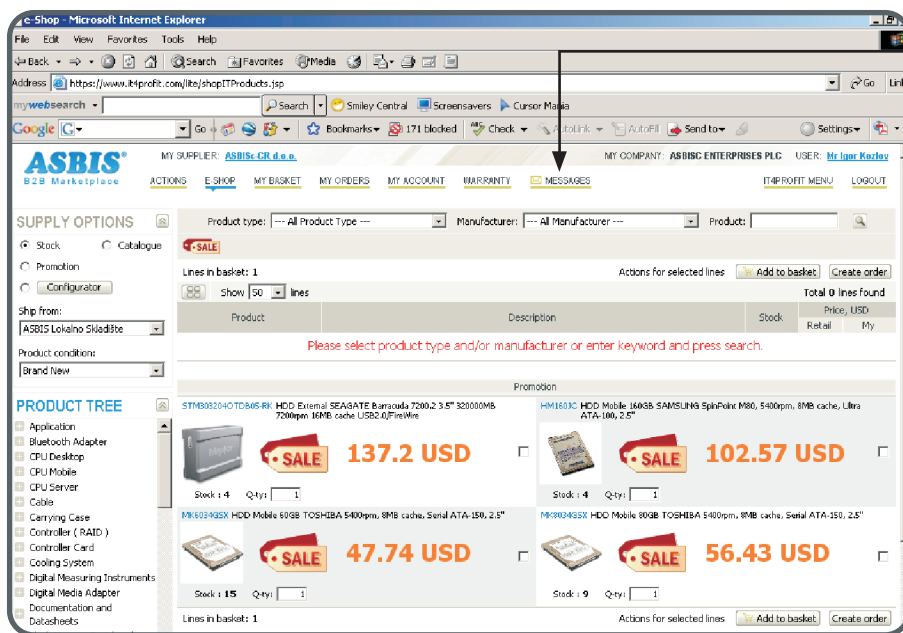 e-Shop - Microsoft Internet Explorer
File Edit View Favorites Tools Help
Back Search Favorites Media
Address https://www.it4profit.com/lite/shopITProducts.jsp Go Lin
mywebsearch Search Smiley Central Screensavers Cursor Mania
Google G Go Bookmarks 171 blocked Check AutoLink AutoFill Send to Settings
ASBIS®
B2B Marketplace
MY SUPPLIER: ASBISc-CR d.o.o. MY COMPANY: ASBISC ENTERPRISES PLC USER: Mr Igor Kozlov
ACTIONS E-SHOP MY BASKET MY ORDERS MY ACCOUNT WARRANTY MESSAGES IT4PROFIT MENU LOGOUT
SUPPLY OPTIONS
Stock Catalogue
Promotion
Configurator
Ship from:
ASBIS Lokalno Skladište
Product condition:
Brand New
PRODUCT TREE
Application
Bluetooth Adapter
CPU Desktop
CPU Mobile
CPU Server
Cable
Carrying Case
Controller ( RAID )
Controller Card
Cooling System
Digital Measuring Instruments
Digital Media Adapter
Documentation and
Datasheets
Product type: --- All Product Type --- Manufacturer: --- All Manufacturer --- Product:
SALE
Lines in basket: 1 Actions for selected lines Add to basket Create order
Show 50 lines Total 0 lines found
Product Description Stock Price, USD
Retail My
Please select product type and/or manufacturer or enter keyword and press search.
Promotion
STM303204OTDB05-RK HDD External SEAGATE Barracuda 7200.2 3.5" 320000MB
7200rpm 16MB cache USB2.0/FireWire
SALE 137.2 USD
Stock : 4 Q-ty: 1
HM160JC HDD Mobile 160GB SAMSUNG SpinPoint M80, 5400rpm, 8MB cache, Ultra
ATA-100, 2.5"
SALE 102.57 USD
Stock : 4 Q-ty: 1
MK6034GSX HDD Mobile 60GB TOSHIBA 5400rpm, 8MB cache, Serial ATA-150, 2.5"
SALE 47.74 USD
Stock : 15 Q-ty: 1
MK8034GSX HDD Mobile 80GB TOSHIBA 5400rpm, 8MB cache, Serial ATA-150, 2.5"
SALE 56.43 USD
Stock : 9 Q-ty: 1
Lines in basket: 1 Actions for selected lines Add to basket Create order